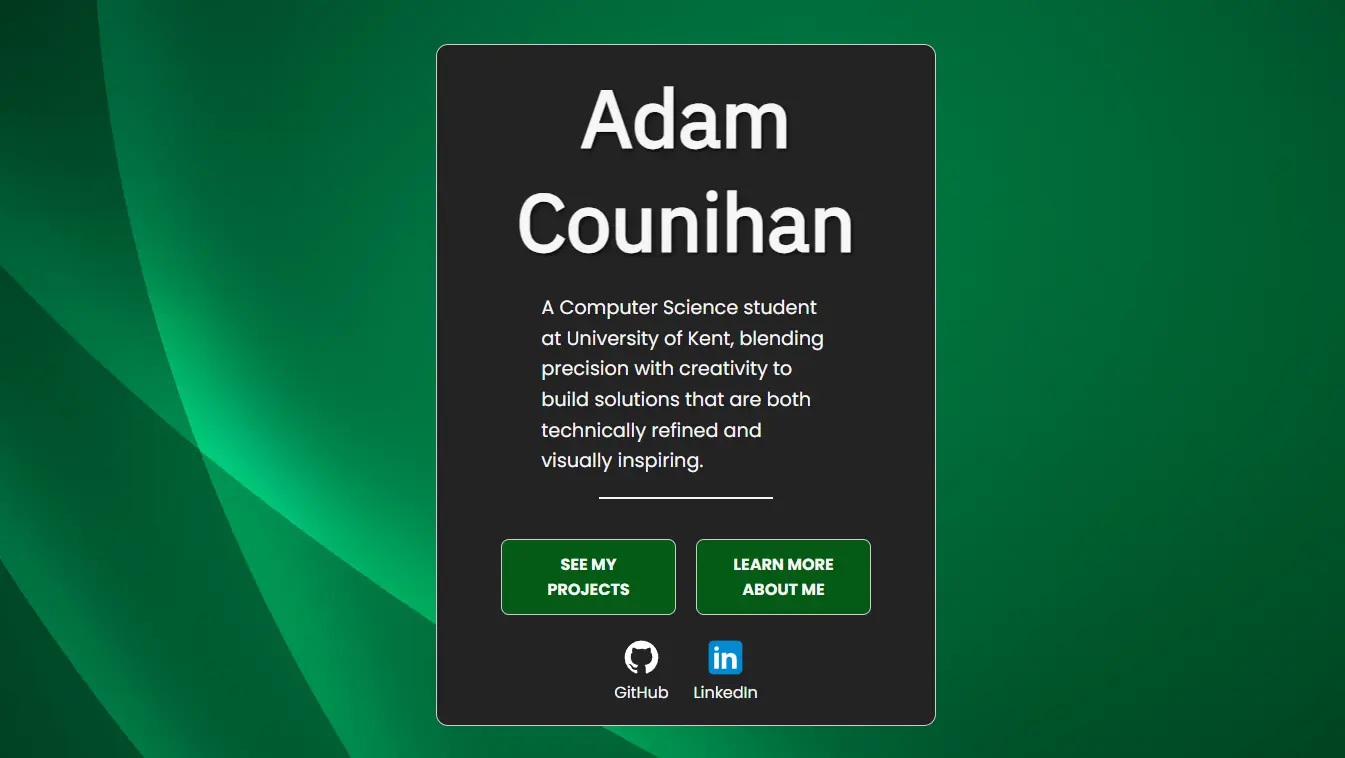 Adam
Counihan
A Computer Science student
at University of Kent, blending
precision with creativity to
build solutions that are both
technically refined and
visually inspiring.
SEE MY
PROJECTS
LEARN MORE
ABOUT ME
in
GitHub
LinkedIn